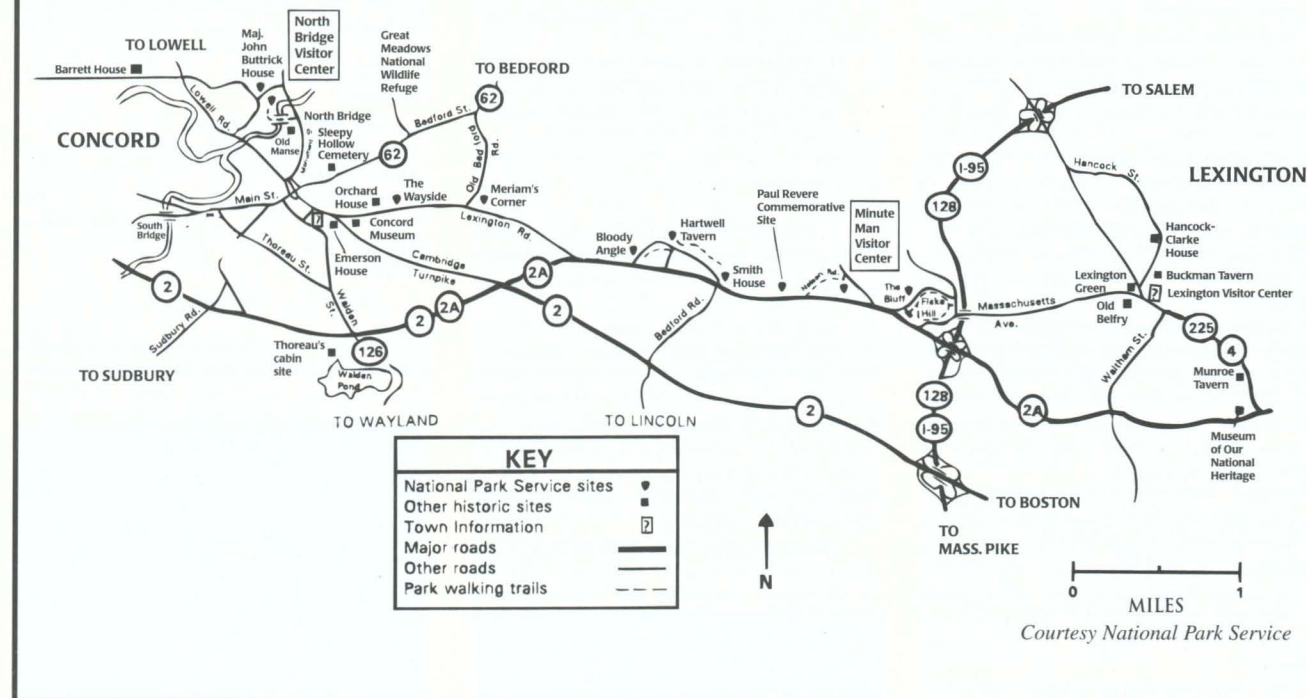 TO LOWELL
Maj.
John
Buttrick
House
North
Bridge
Visitor
Center
Great
Meadows
National
Wildlife
Refuge
TO BEDFORD
Barrett House
Lowell Rd.
62
Bedford St.
North Bridge
Old
Manse
Sleepy
Hollow
Cemetery
CONCORD
62
Old Bedford Rd.
Main St.
Orchard
House
The
Wayside
Meriam's
Corner
South
Bridge
?
Concord
Museum
Emerson
House
Lexington Rd.
Thoreau St.
Cambridge
Turnpike
Walden
St.
2
2
2A
2A
2
Sudbury Rd.
Thoreau's
cabin
site
126
Walden
Pond
TO SUDBURY
TO WAYLAND
Bloody
Angle
Hartwell
Tavern
Smith
House
Bedford Rd.
TO LINCOLN
Paul Revere
Commemorative
Site
Minute
Man
Visitor
Center
Nelson Rd.
The
Bluff
Fiske
Hill
TO SALEM
I-95
128
Hancock
St.
LEXINGTON
Hancock-
Clarke
House
Buckman Tavern
Lexington
Green
? Lexington Visitor Center
Old
Belfry
Massachusetts
Ave.
Waltham St.
225
4
Munroe
Tavern
Museum
of Our
National
Heritage
128
I-95
2A
2
TO BOSTON
TO
MASS. PIKE
KEY
National Park Service sites
Other historic sites
Town Information ?
Major roads
Other roads
Park walking trails
N
0 1
MILES
Courtesy National Park Service